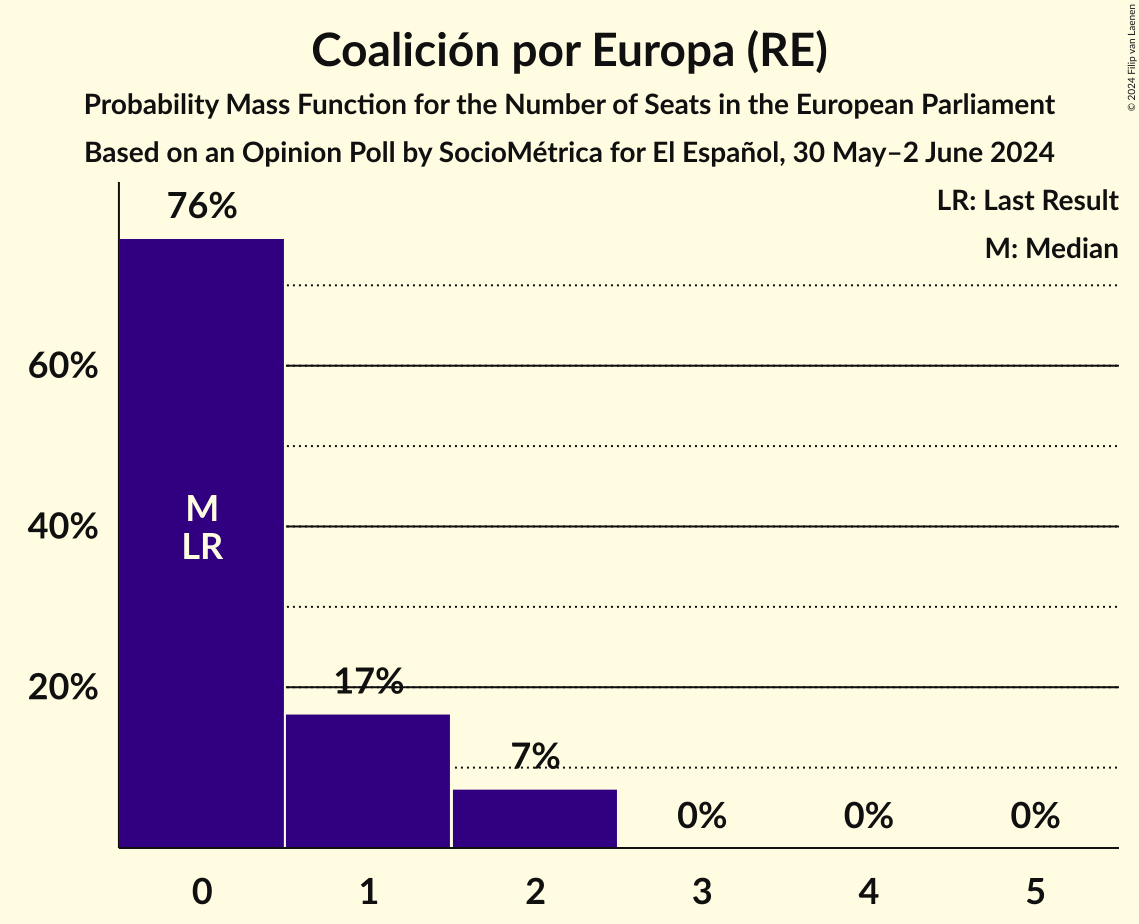 Coalición por Europa (RE)
Probability Mass Function for the Number of Seats in the European Parliament
Based on an Opinion Poll by SocioMétrica for El Español, 30 May–2 June 2024
© 2024 Filip van Laenen
LR: Last Result
M: Median
76%
60%
40%
20%
M
LR
17%
7%
0%
0%
0%
0
1
2
3
4
5